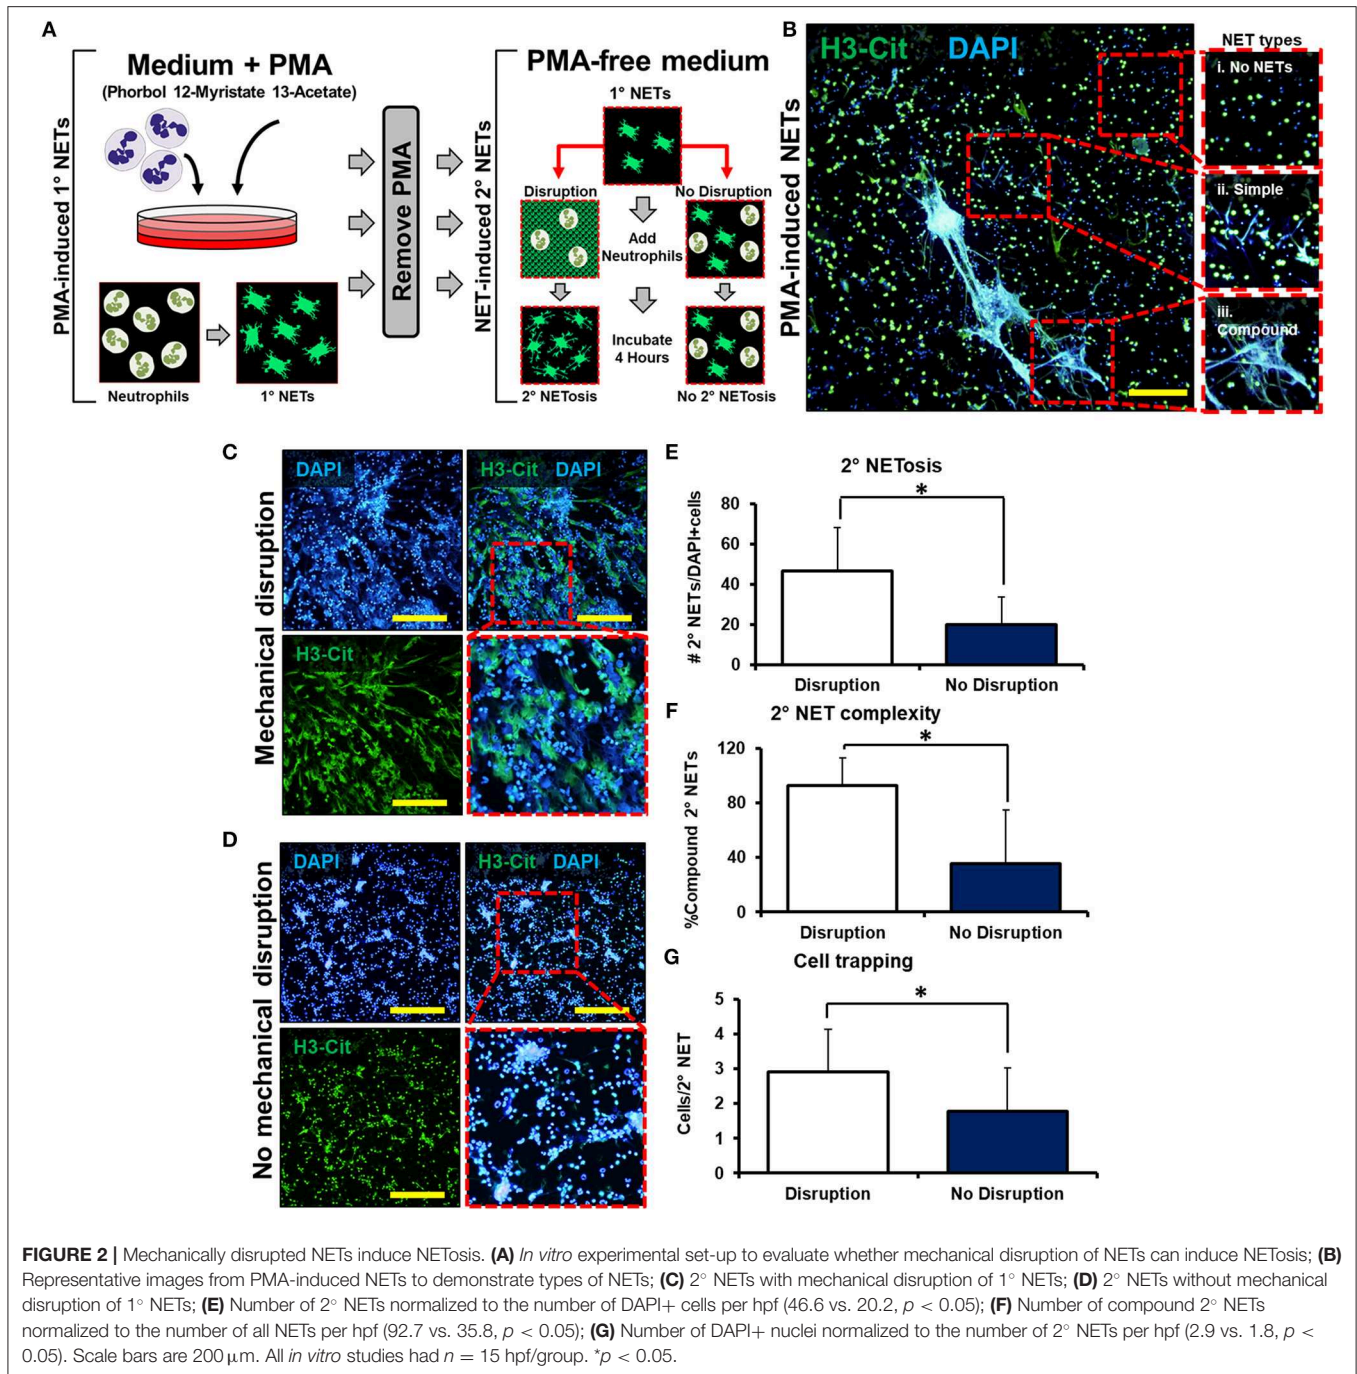 A
PMA-induced 1° NETs
Medium + PMA
(Phorbol 12-Myristate 13-Acetate)
Neutrophils
1° NETs
Remove PMA
NET-induced 2° NETs
PMA-free medium
1° NETs
Disruption
No Disruption
Add
Neutrophils
Incubate
4 Hours
2° NETosis
No 2° NETosis
B
PMA-induced NETs
H3-Cit DAPI
NET types
i. No NETs
ii. Simple
iii.
Compound
C
Mechanical disruption
DAPI
H3-Cit DAPI
H3-Cit
D
No mechanical disruption
DAPI
H3-Cit DAPI
H3-Cit
E
2° NETosis
# 2° NETs/DAPI+cells
80
60
40
20
0
*
Disruption
No Disruption
F
2° NET complexity
%Compound 2° NETs
120
80
40
0
*
Disruption
No Disruption
G
Cell trapping
Cells/2° NET
5
4
3
2
1
0
*
Disruption
No Disruption
FIGURE 2 | Mechanically disrupted NETs induce NETosis. (A) In vitro experimental set-up to evaluate whether mechanical disruption of NETs can induce NETosis; (B)
Representative images from PMA-induced NETs to demonstrate types of NETs; (C) 2° NETs with mechanical disruption of 1° NETs; (D) 2° NETs without mechanical
disruption of 1° NETs; (E) Number of 2° NETs normalized to the number of DAPI+ cells per hpf (46.6 vs. 20.2, p < 0.05); (F) Number of compound 2° NETs
normalized to the number of all NETs per hpf (92.7 vs. 35.8, p < 0.05); (G) Number of DAPI+ nuclei normalized to the number of 2° NETs per hpf (2.9 vs. 1.8, p <
0.05). Scale bars are 200 μm. All in vitro studies had n = 15 hpf/group. *p < 0.05.